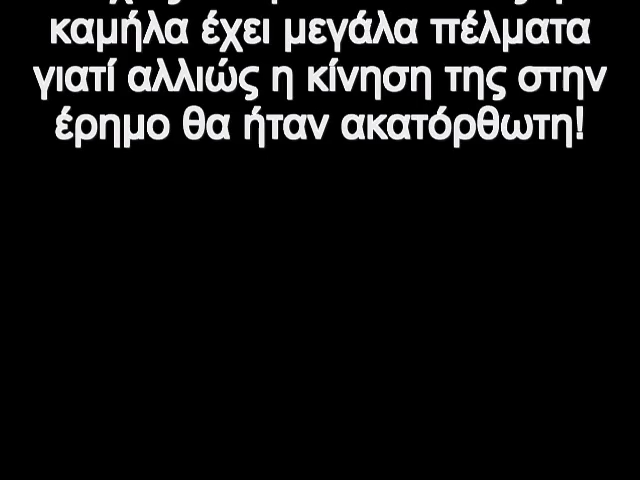 καμήλα έχει μεγάλα πέλματα
γιατί αλλιώς η κίνηση της στην
έρημο θα ήταν ακατόρθωτη!